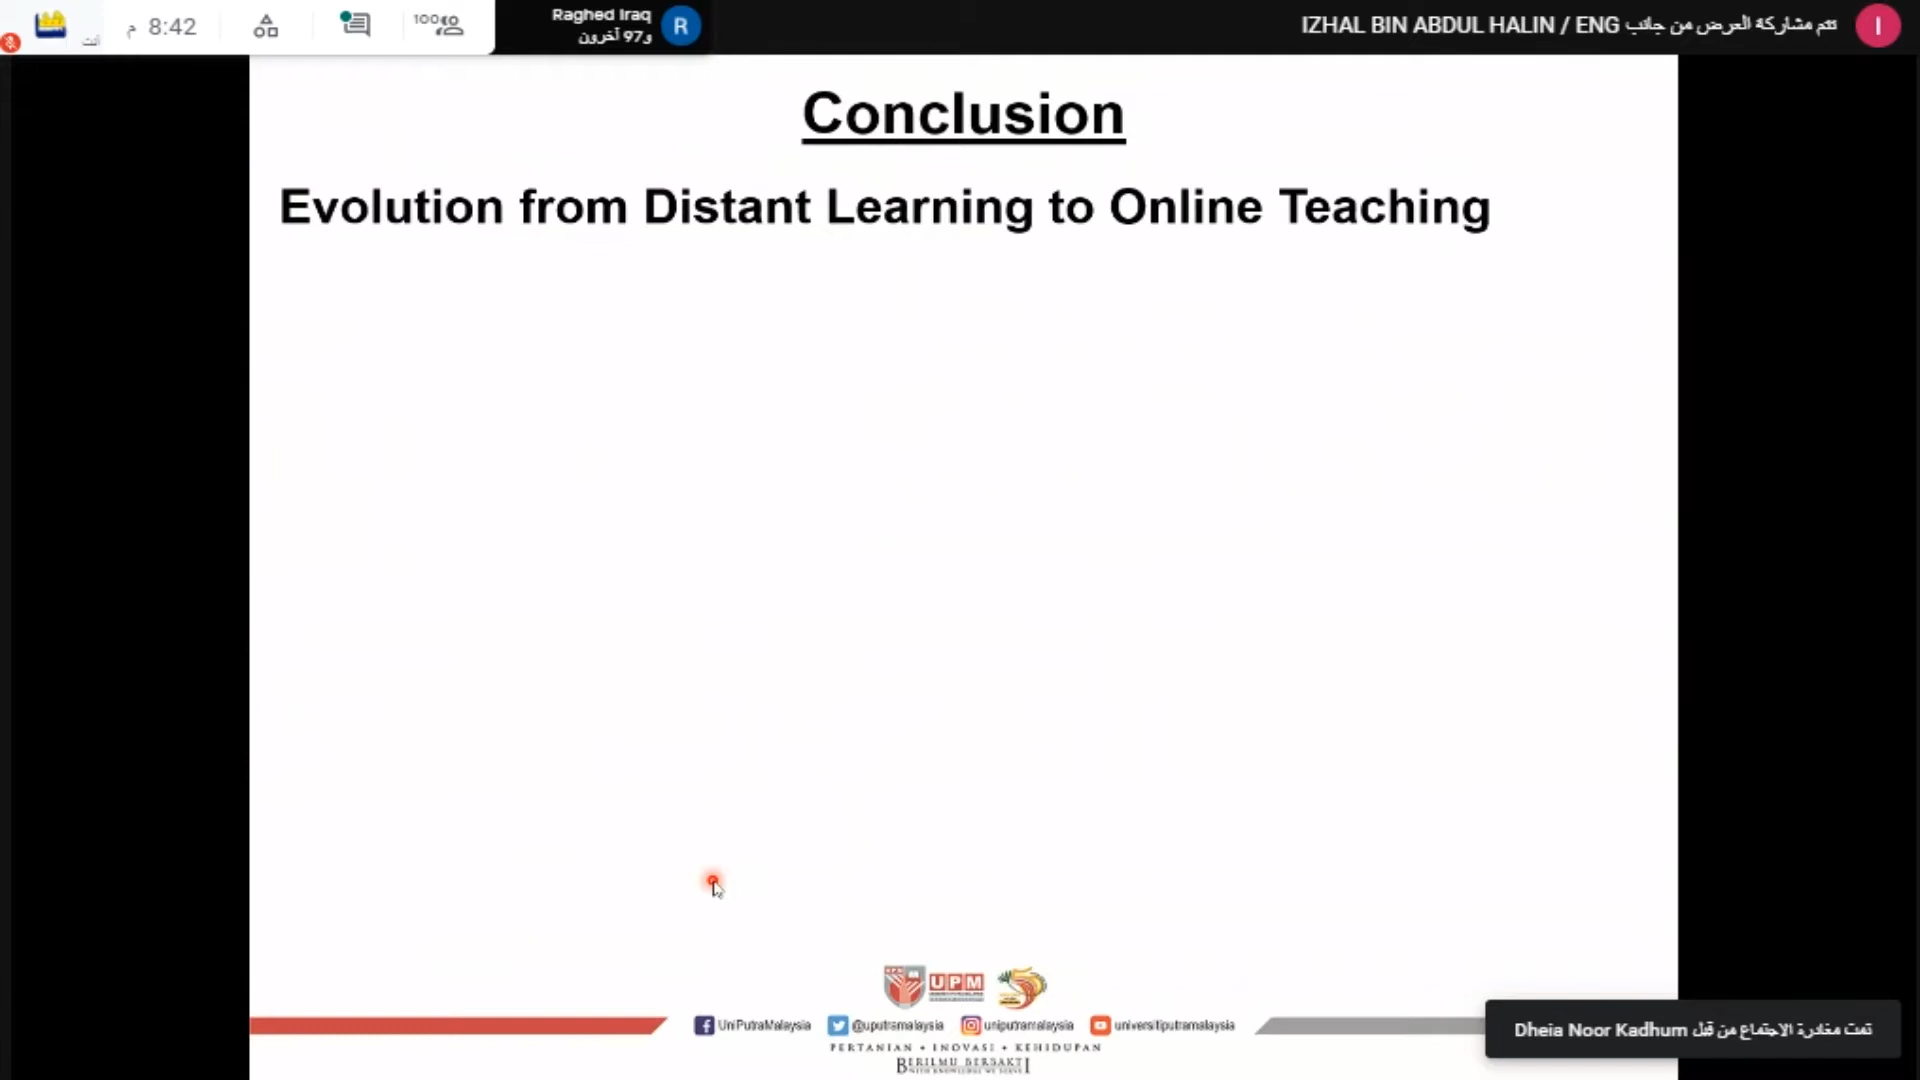 أنت
8:42 م
100
Raghed Iraq
و97 آخرون
R
تتم مشاركة العرض من جانب IZHAL BIN ABDUL HALIN / ENG
I
Conclusion
Evolution from Distant Learning to Online Teaching
UPM
UniPutraMalaysia @uputramalaysia uniputramalaysia universitiputramalaysia
PERTANIAN • INOVASI • KEHIDUPAN
BERILMU BERBAKTI
WITH KNOWLEDGE WE SERVE
تمت مغادرة الاجتماع من قبل Dheia Noor Kadhum